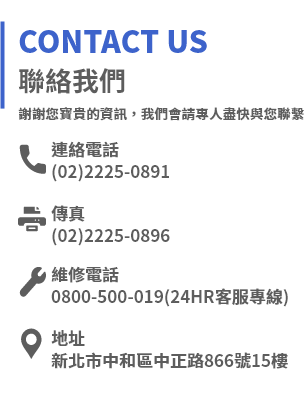 CONTACT US
聯絡我們
謝謝您寶貴的資訊，我們會請專人盡快與您聯繫
連絡電話
(02)2225-0891
傳真
(02)2225-0896
維修電話
0800-500-019(24HR客服專線)
地址
新北市中和區中正路866號15樓